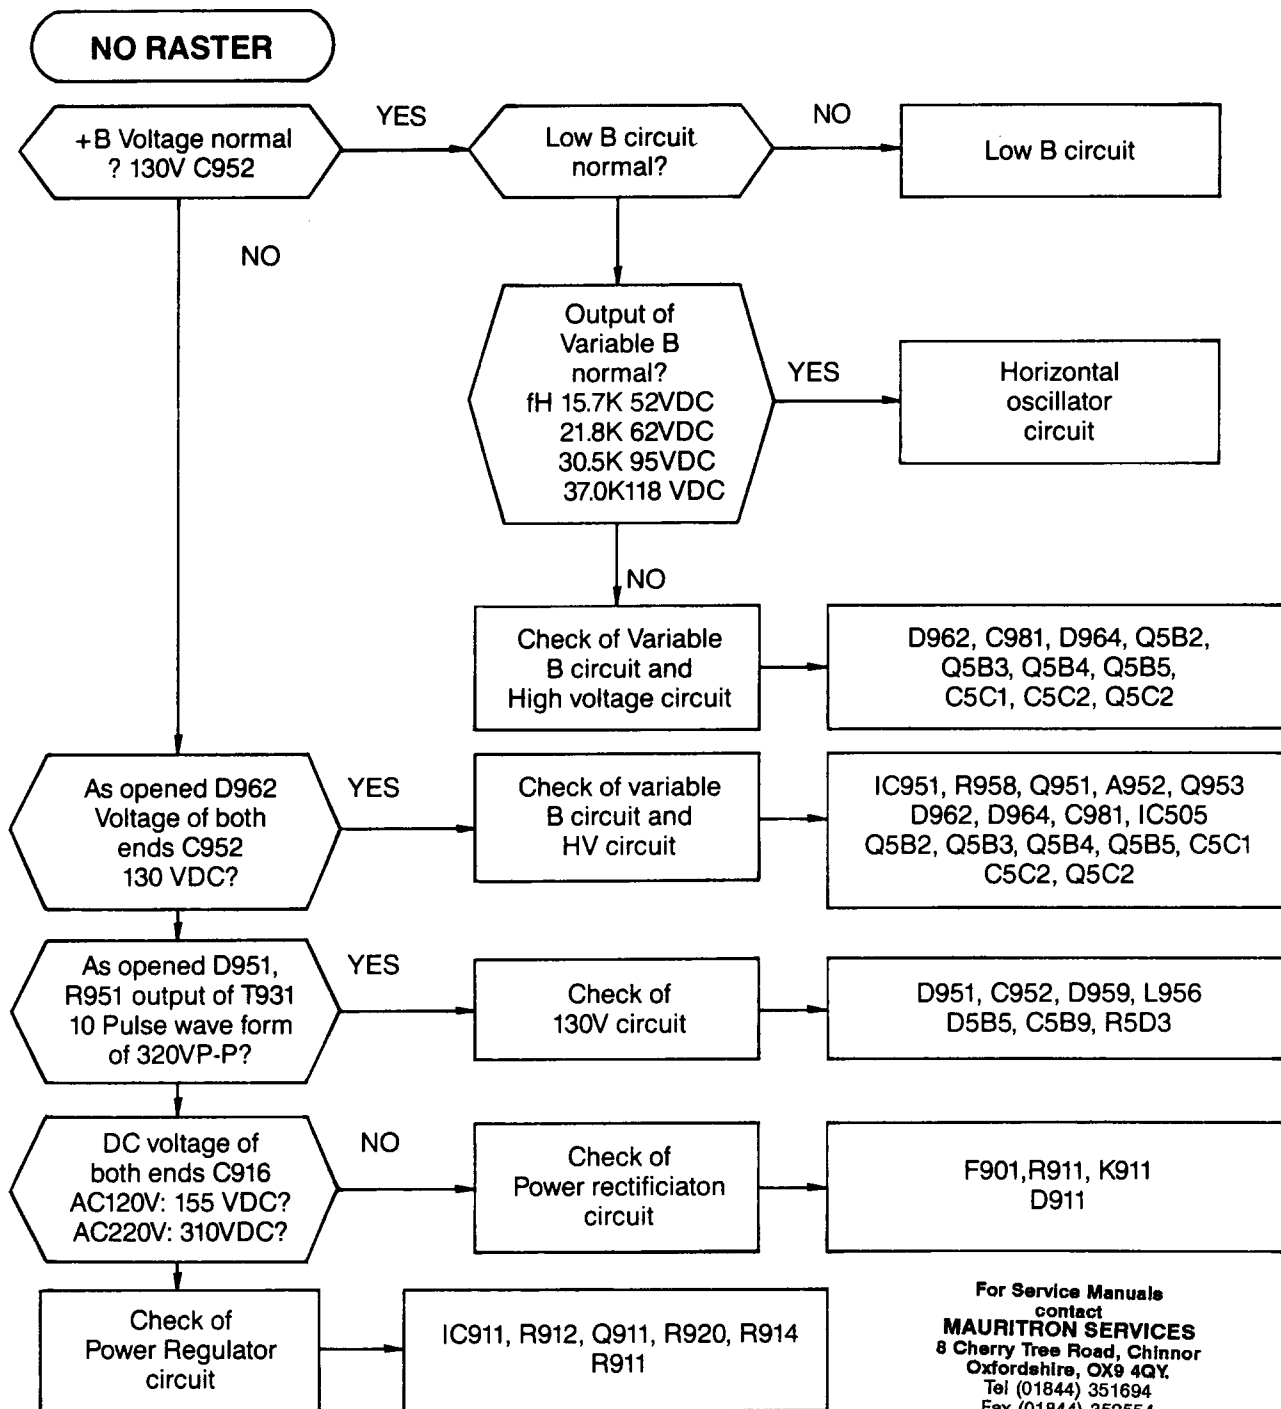 NO RASTER
+B Voltage normal
? 130V C952
YES
Low B circuit
normal?
NO
Low B circuit
NO
Output of
Variable B
normal?
fH 15.7K 52VDC
21.8K 62VDC
30.5K 95VDC
37.0K118 VDC
YES
Horizontal
oscillator
circuit
NO
Check of Variable
B circuit and
High voltage circuit
D962, C981, D964, Q5B2,
Q5B3, Q5B4, Q5B5,
C5C1, C5C2, Q5C2
As opened D962
Voltage of both
ends C952
130 VDC?
YES
Check of variable
B circuit and
HV circuit
IC951, R958, Q951, A952, Q953
D962, D964, C981, IC505
Q5B2, Q5B3, Q5B4, Q5B5, C5C1
C5C2, Q5C2
As opened D951,
R951 output of T931
10 Pulse wave form
of 320VP-P?
YES
Check of
130V circuit
D951, C952, D959, L956
D5B5, C5B9, R5D3
DC voltage of
both ends C916
AC120V: 155 VDC?
AC220V: 310VDC?
NO
Check of
Power rectificiaton
circuit
F901,R911, K911
D911
Check of
Power Regulator
circuit
IC911, R912, Q911, R920, R914
R911
For Service Manuals
contact
MAURITRON SERVICES
8 Cherry Tree Road, Chinnor
Oxfordshire, OX9 4QY.
Tel (01844) 351694
Fax (01844) 352554